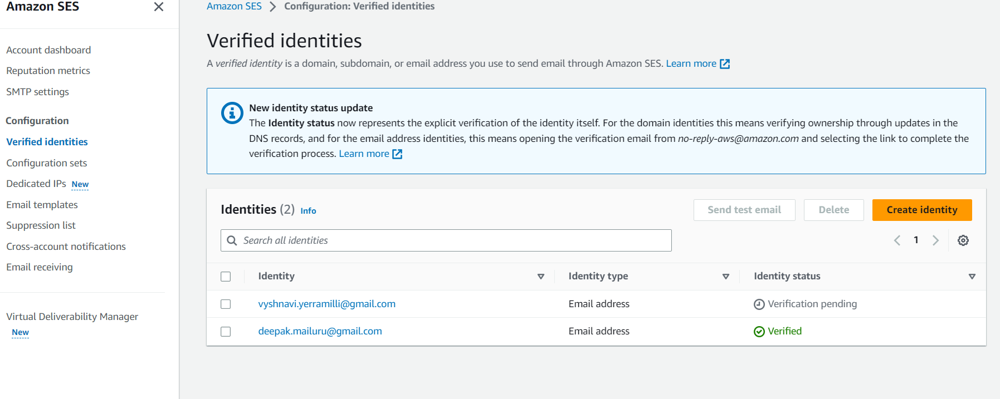 Amazon SES
Account dashboard
Reputation metrics
SMTP settings
Configuration
Verified identities
Configuration sets
Dedicated IPs New
Email templates
Suppression list
Cross-account notifications
Email receiving
Virtual Deliverability Manager
New
Amazon SES > Configuration: Verified identities
Verified identities
A verified identity is a domain, subdomain, or email address you use to send email through Amazon SES. Learn more
New identity status update
The Identity status now represents the explicit verification of the identity itself. For the domain identities this means verifying ownership through updates in the
DNS records, and for the email address identities, this means opening the verification email from no-reply-aws@amazon.com and selecting the link to complete the
verification process. Learn more
Identities (2) Info
Send test email Delete Create identity
Search all identities
1
Identity Identity type Identity status
vyshnavi.yerramilli@gmail.com Email address Verification pending
deepak.mailuru@gmail.com Email address Verified